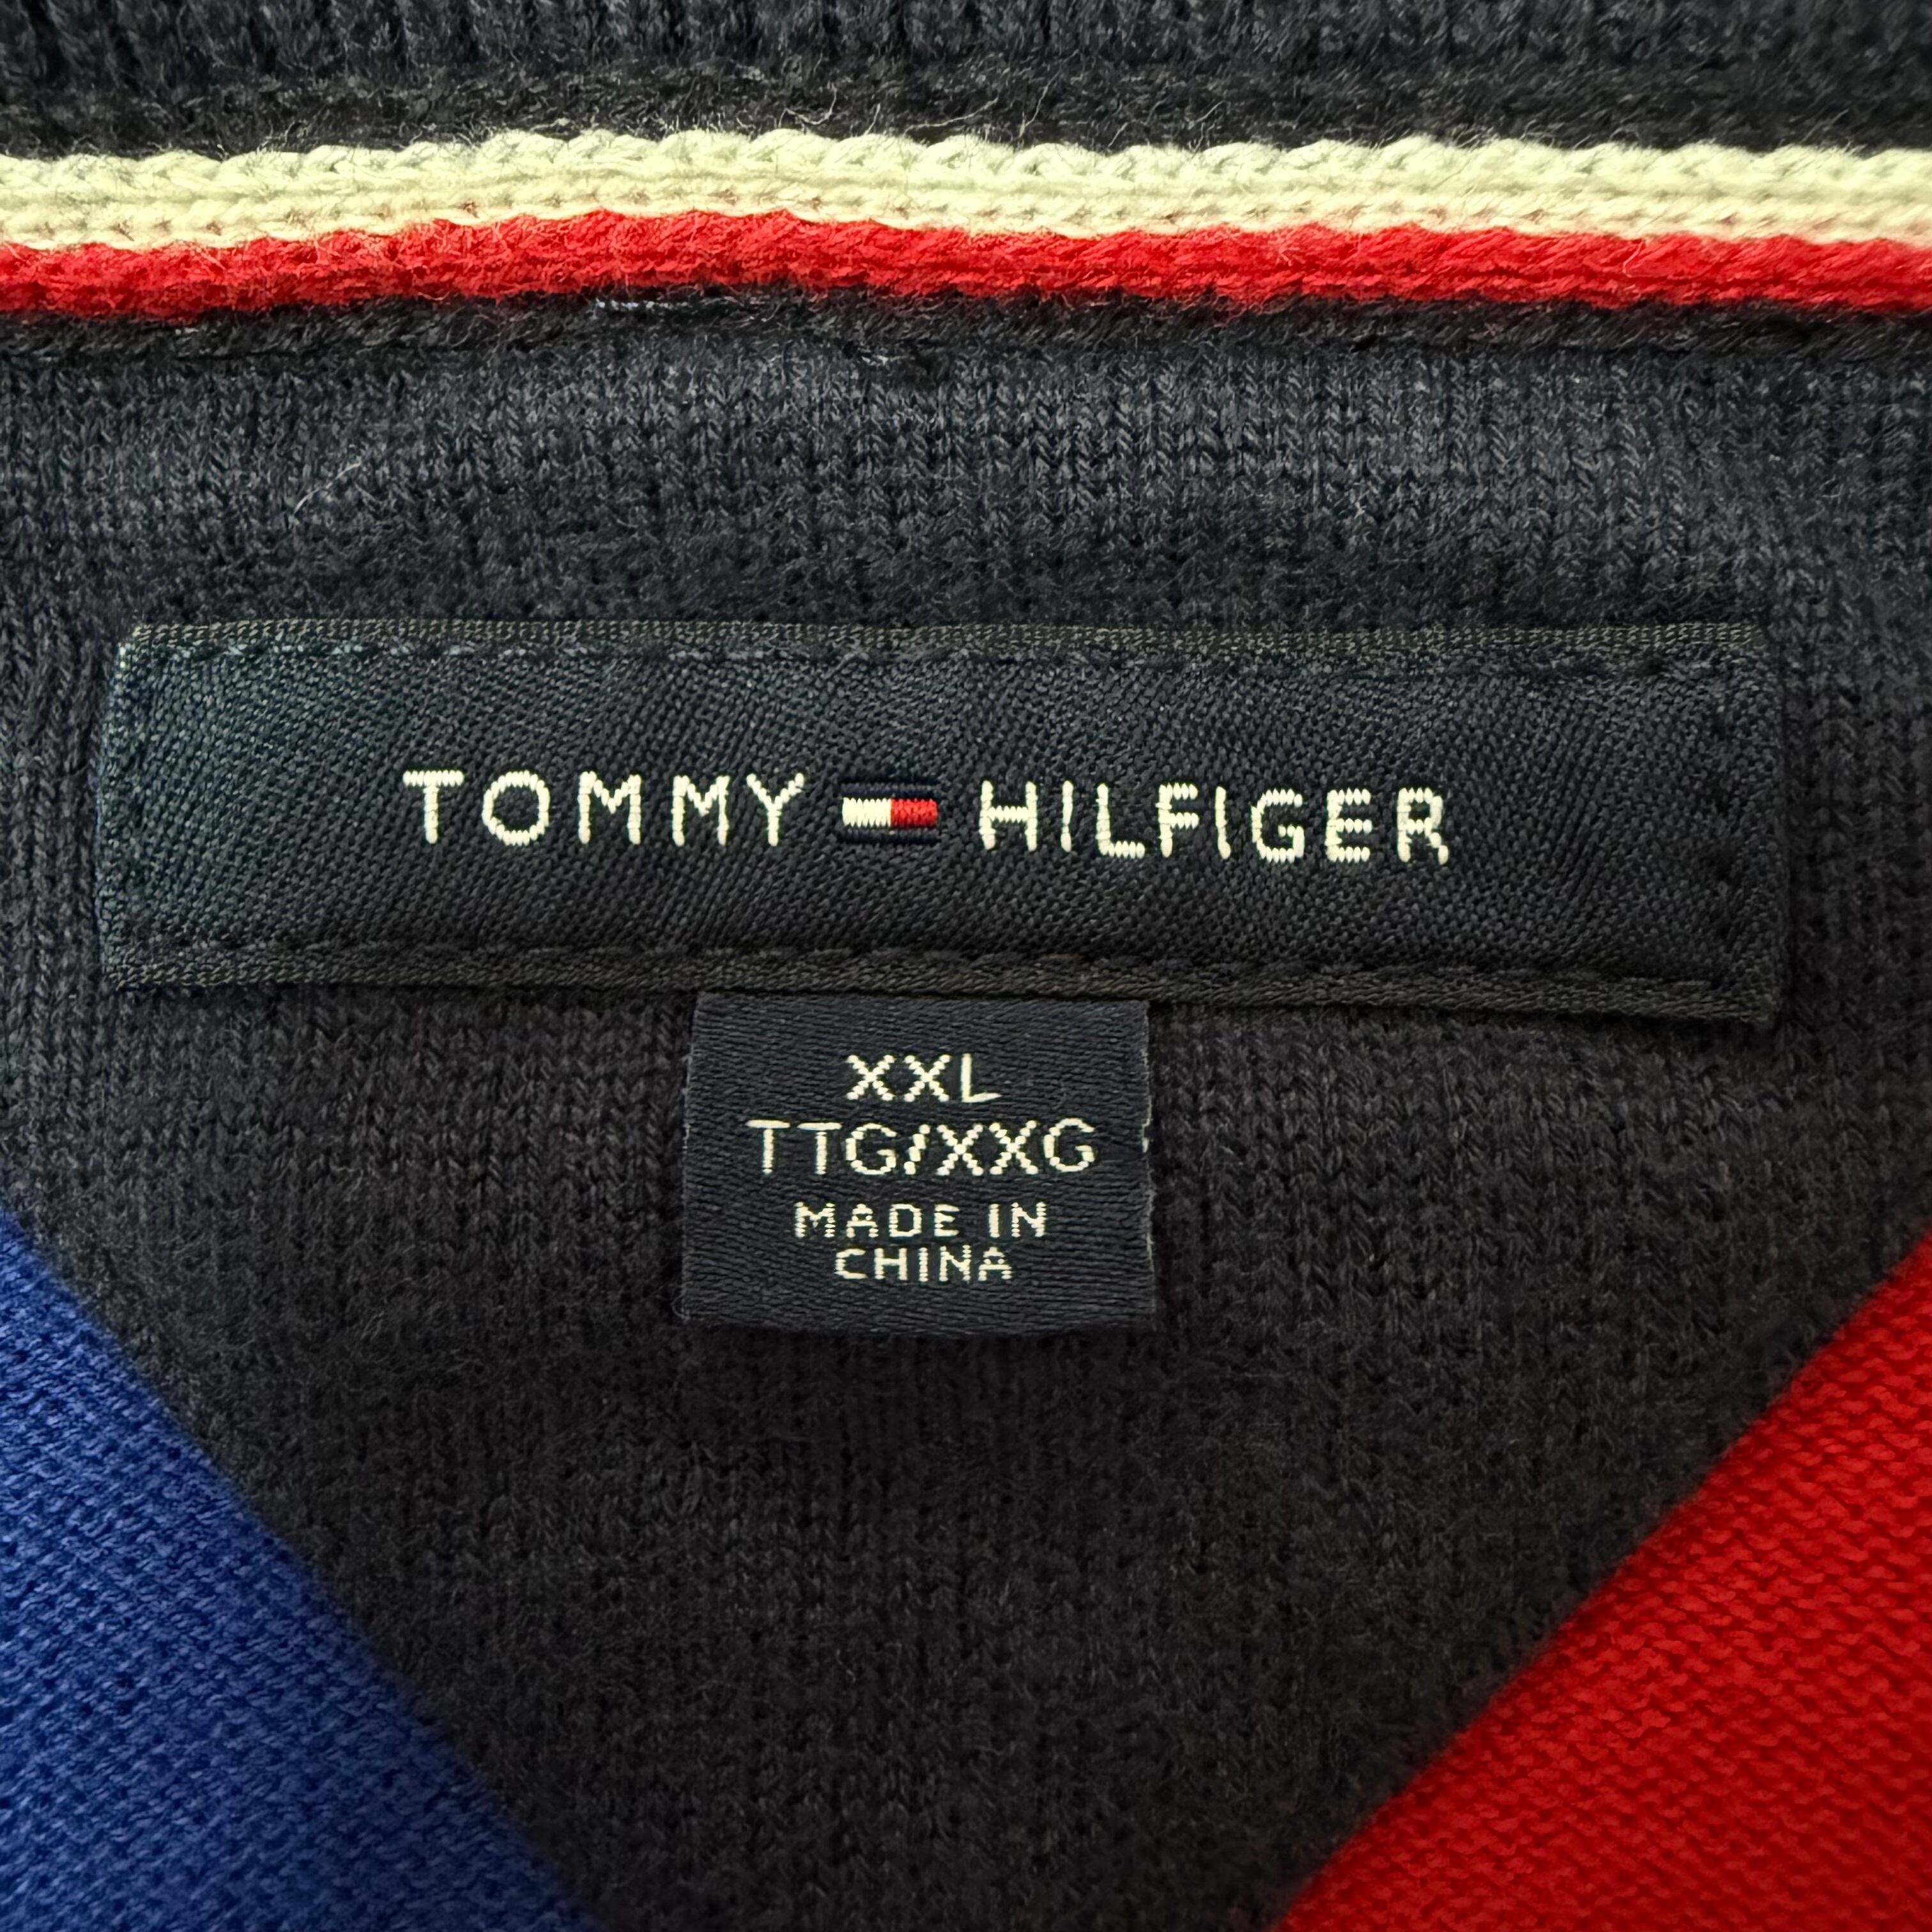 TOMMY HILFIGER
XXL
TTG/XXG
MADE IN
CHINA